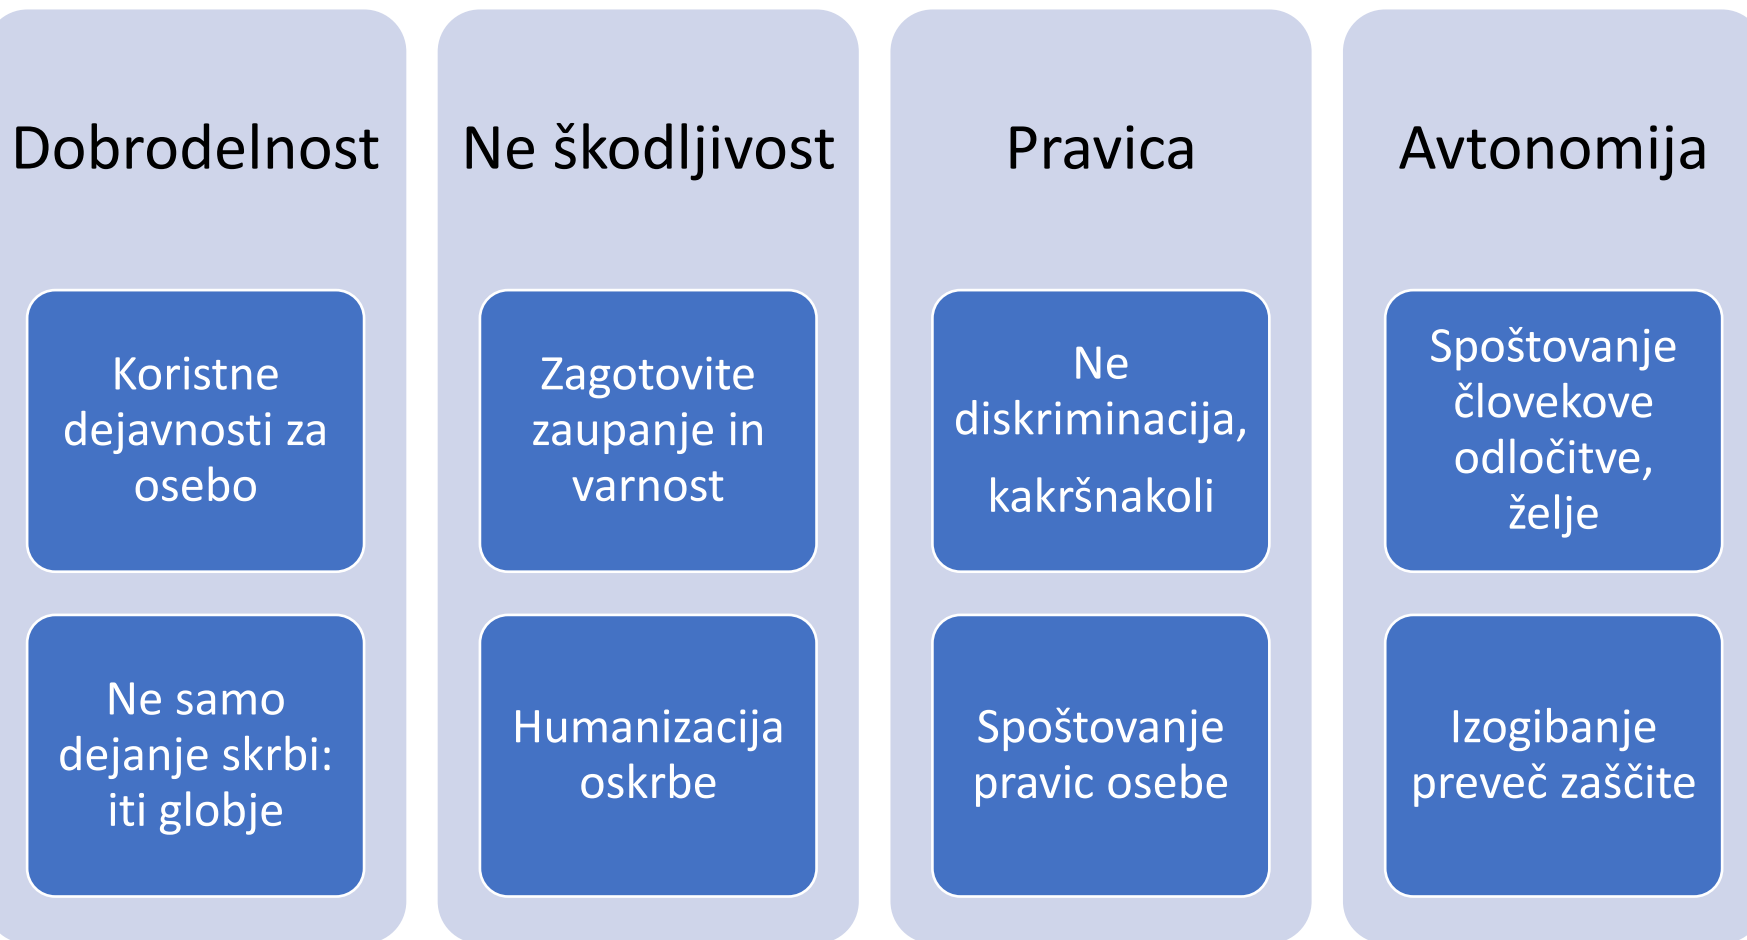 Dobrodelnost
Koristne
dejavnosti za
osebo
Ne samo
dejanje skrbi:
iti globje
Ne škodljivost
Zagotovite
zaupanje in
varnost
Humanizacija
oskrbe
Pravica
Ne
diskriminacija,
kakršnakoli
Spoštovanje
pravic osebe
Avtonomija
Spoštovanje
človekove
odločitve,
želje
Izogibanje
preveč zaščite